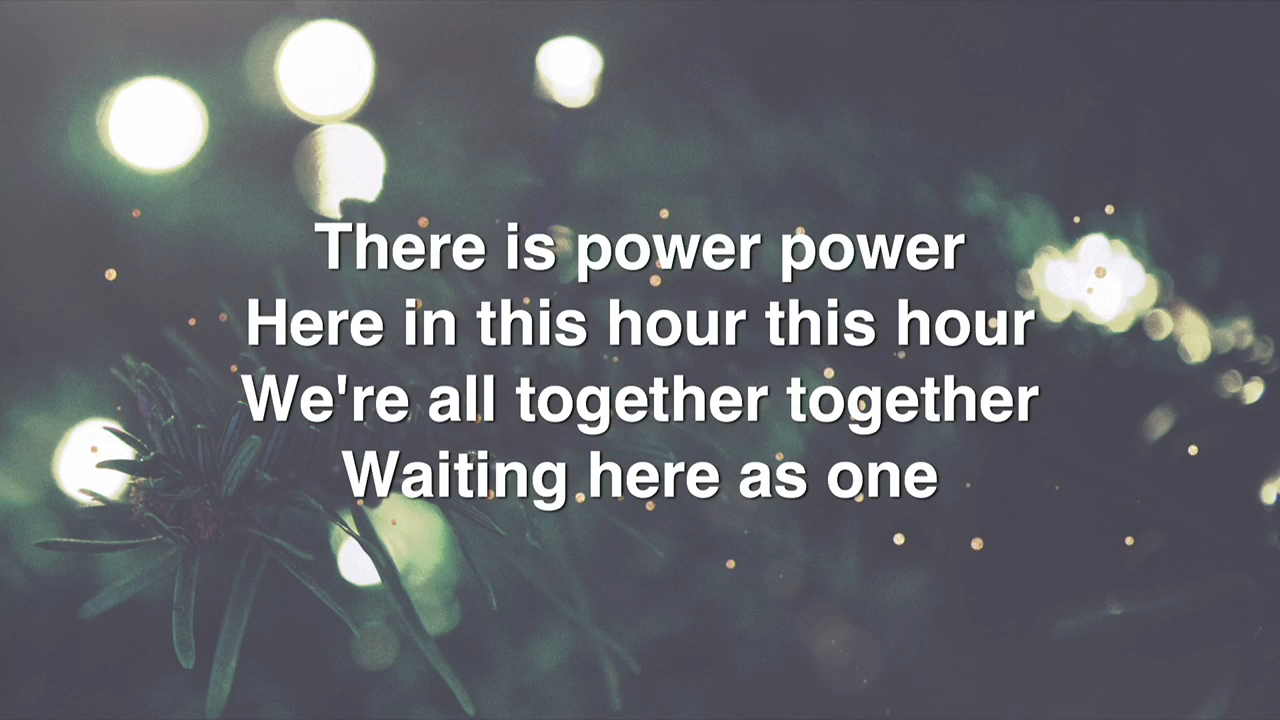 There is power power
Here in this hour this hour
We're all together together
Waiting here as one